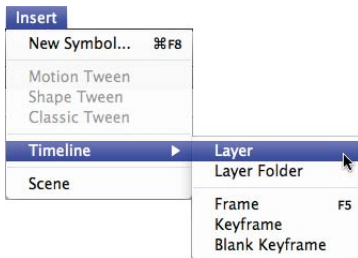 Insert
New Symbol... ⌘F8
Motion Tween
Shape Tween
Classic Tween
Timeline ▶
Scene
Layer
Layer Folder
Frame F5
Keyframe
Blank Keyframe